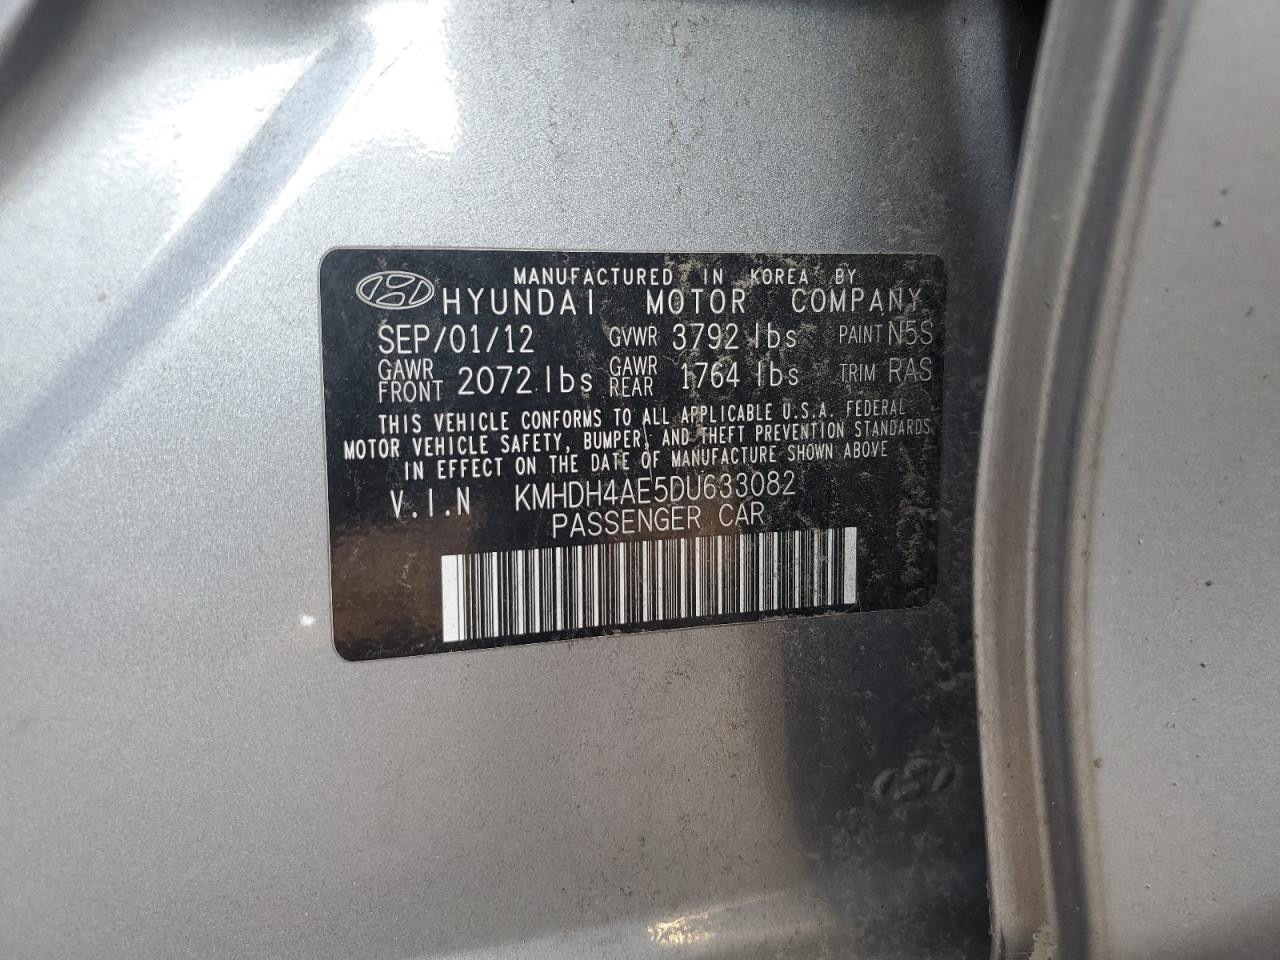 MANUFACTURED IN KOREA BY
HYUNDAI MOTOR COMPANY
SEP/01/12 GVWR 3792 lbs PAINT N5S
GAWR FRONT 2072 lbs GAWR REAR 1764 lbs TRIM RAS
THIS VEHICLE CONFORMS TO ALL APPLICABLE U.S.A. FEDERAL
MOTOR VEHICLE SAFETY, BUMPER, AND THEFT PREVENTION STANDARDS
IN EFFECT ON THE DATE OF MANUFACTURE SHOWN ABOVE
V.I.N KMHDH4AE5DU633082
PASSENGER CAR